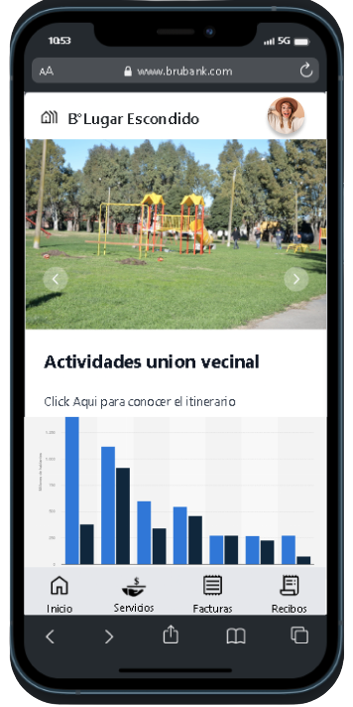 10:53
5G
AA
www.brubank.com
B° Lugar Escondido
Actividades union vecinal
Click Aqui para conocer el itinerario
Inicio
Servicios
Facturas
Recibos